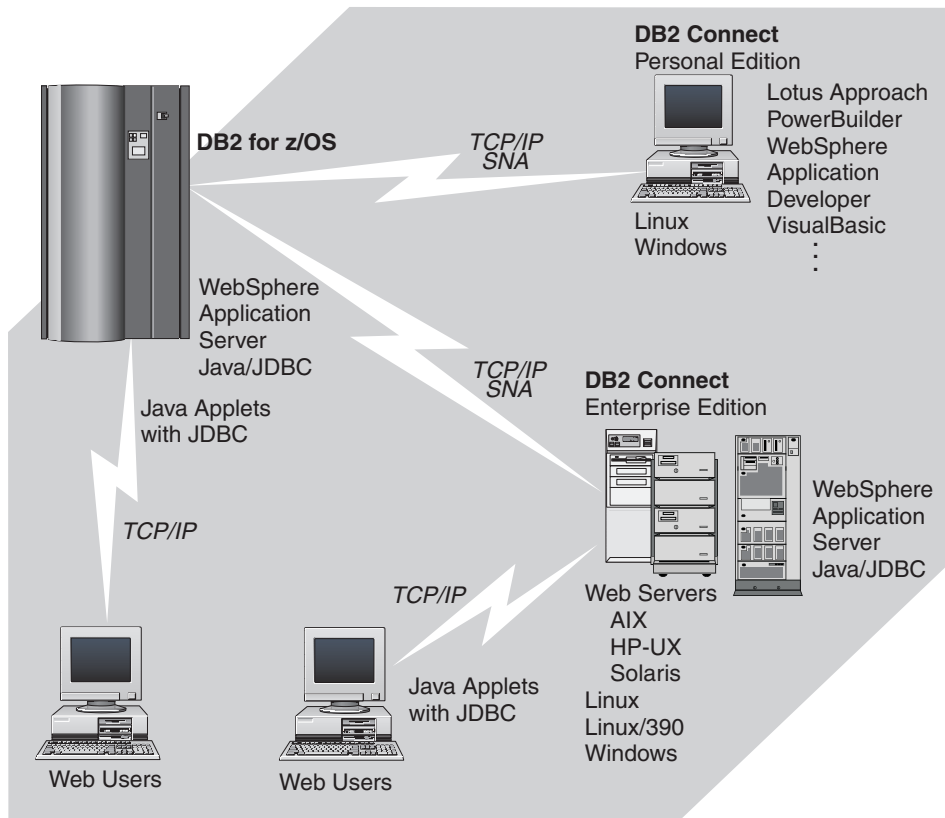 DB2 Connect
Personal Edition
Lotus Approach
PowerBuilder
WebSphere
Application
Developer
VisualBasic
.
.
.
Linux
Windows
DB2 for z/OS
TCP/IP
SNA
WebSphere
Application
Server
Java/JDBC
TCP/IP
SNA
DB2 Connect
Enterprise Edition
WebSphere
Application
Server
Java/JDBC
Web Servers
AIX
HP-UX
Solaris
Linux
Linux/390
Windows
Java Applets
with JDBC
TCP/IP
Web Users
TCP/IP
Java Applets
with JDBC
Web Users